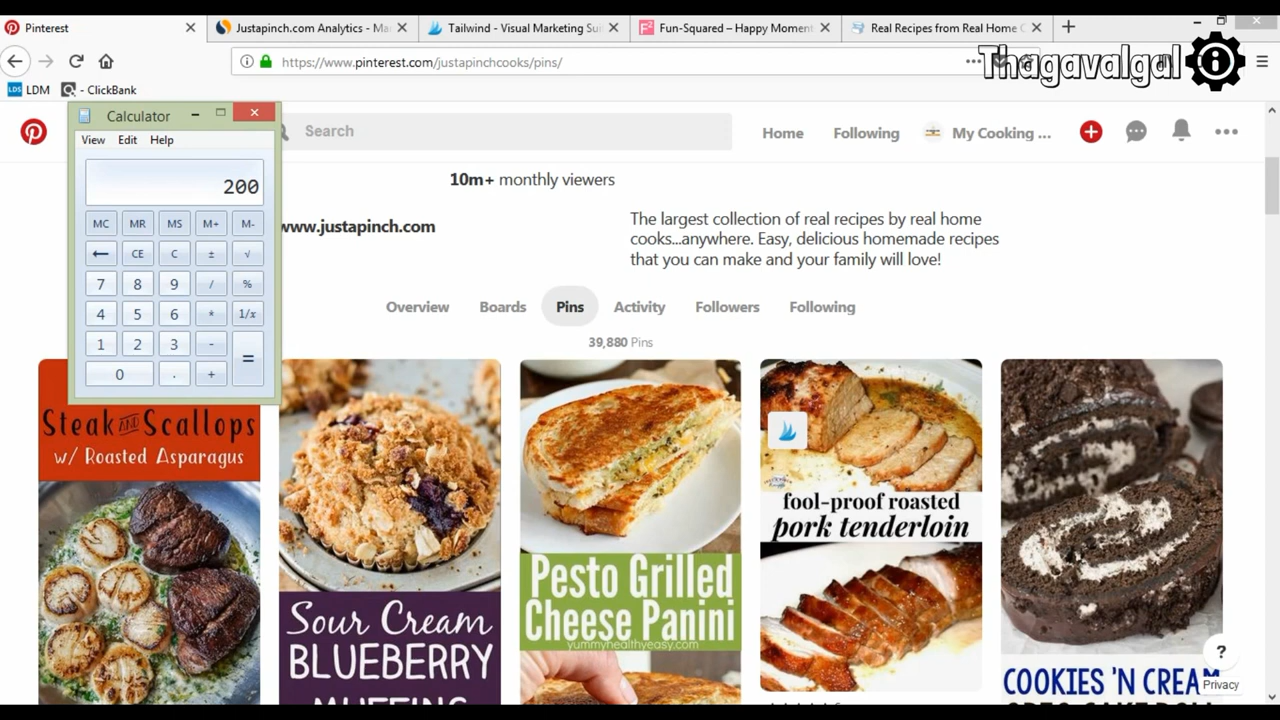 Pinterest
Justapinch.com Analytics - Ma
Tailwind - Visual Marketing Sui
Fun-Squared – Happy Moment
Real Recipes from Real Home C
https://www.pinterest.com/justapinchcooks/pins/
Thagavalgal
LDM
- ClickBank
Calculator
View Edit Help
200
MC MR MS M+ M-
← CE C ± √
7 8 9 / %
4 5 6 * 1/x
1 2 3 - =
0 . +
Search
Home
Following
My Cooking ...
10m+ monthly viewers
www.justapinch.com
The largest collection of real recipes by real home
cooks...anywhere. Easy, delicious homemade recipes
that you can make and your family will love!
Overview
Boards
Pins
Activity
Followers
Following
39,880 Pins
Steak AND Scallops
w/ Roasted Asparagus
Sour Cream
BLUEBERRY
MUFFINS
Pesto Grilled
Cheese Panini
yummyhealthyeasy.com
fool-proof roasted
pork tenderloin
COOKIES 'N CREAM
?
Privacy